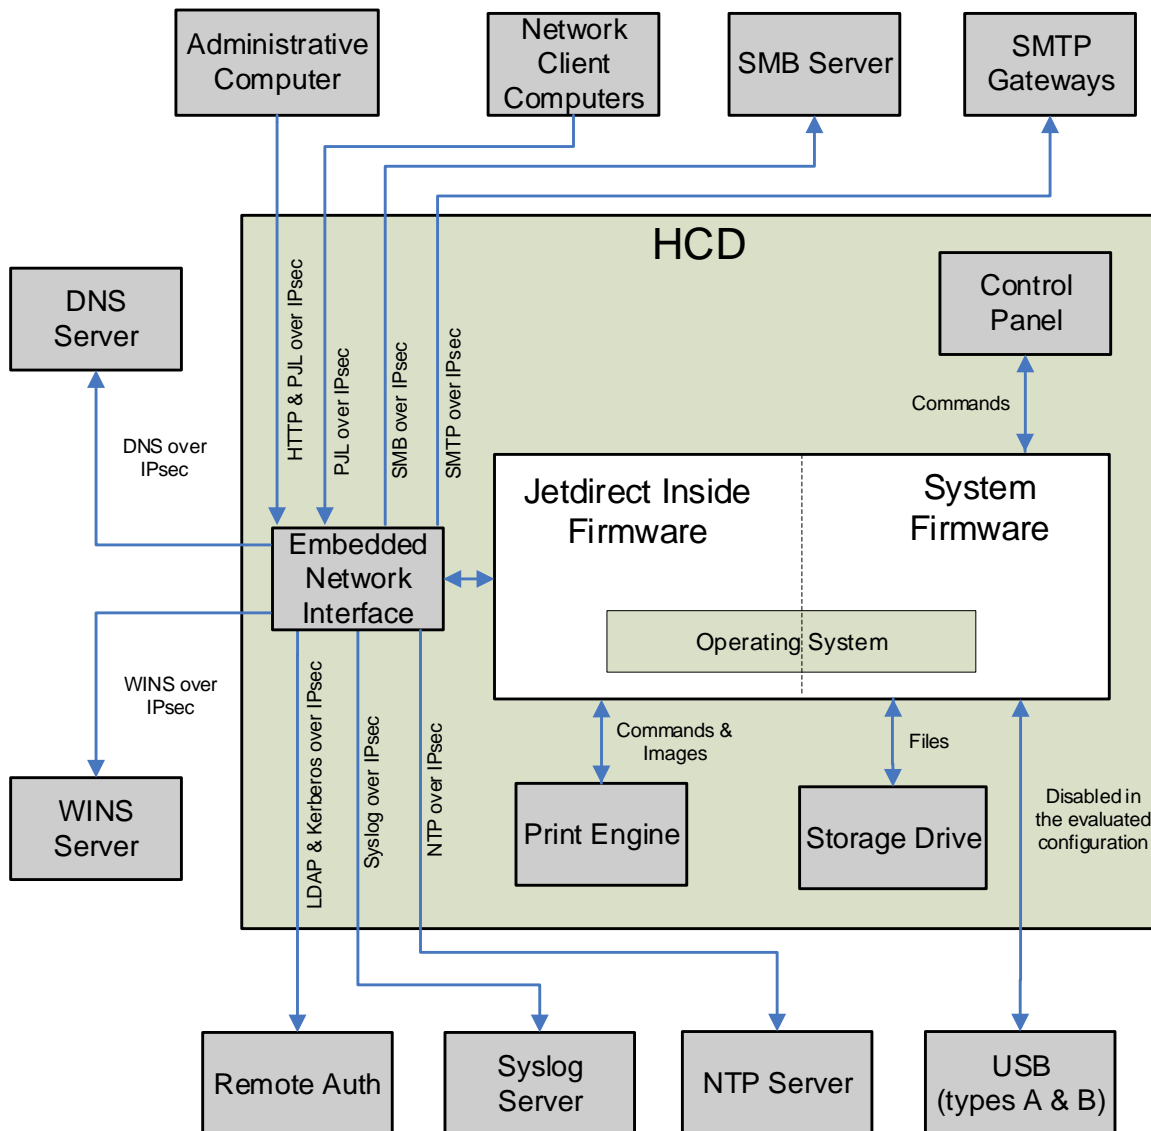 Administrative
Computer
Network
Client
Computers
SMB Server
SMTP
Gateways
HCD
DNS
Server
Control
Panel
HTTP & PJL over IPsec
PJL over IPsec
SMB over IPsec
SMTP over IPsec
Commands
DNS over
IPsec
Jetdirect Inside
Firmware
System
Firmware
Embedded
Network
Interface
Operating System
WINS over
IPsec
LDAP & Kerberos over IPsec
Syslog over IPsec
NTP over IPsec
Commands &
Images
Files
WINS
Server
Print Engine
Storage Drive
Disabled in
the evaluated
configuration
Remote Auth
Syslog
Server
NTP Server
USB
(types A & B)